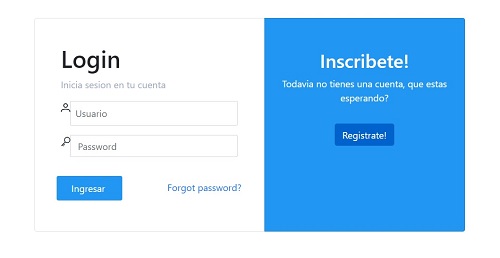 Login
Inicia sesion en tu cuenta
Usuario
Password
Ingresar
Forgot password?
Inscribete!
Todavia no tienes una cuenta, que estas
esperando?
Registrate!